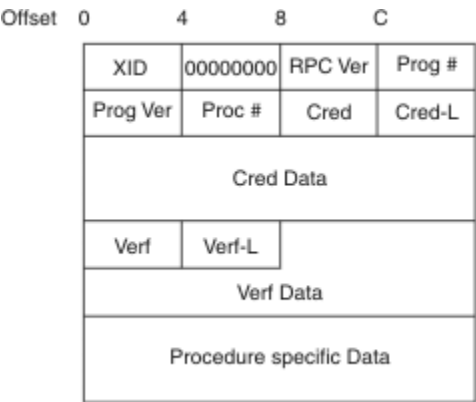 Offset 0 4 8 C
XID 00000000 RPC Ver Prog #
Prog Ver Proc # Cred Cred-L
Cred Data
Verf Verf-L
Verf Data
Procedure specific Data